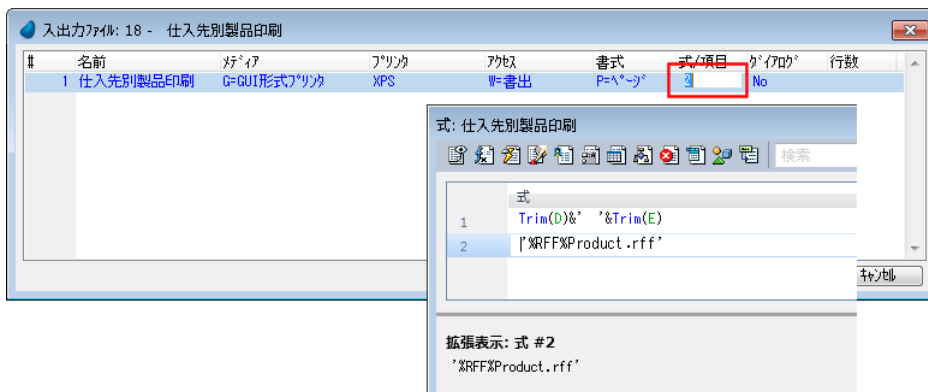 入出力ﾌｧｲﾙ: 18 - 仕入先別製品印刷
# 名前 ﾒﾃﾞｨｱ ﾌﾟﾘﾝﾀ ｱｸｾｽ 書式 式/項目 ﾀﾞｲｱﾛｸﾞ 行数
1 仕入先別製品印刷 G=GUI形式ﾌﾟﾘﾝﾀ XPS W=書出 P=ﾍﾟｰｼﾞ 2 No
式: 仕入先別製品印刷
検索
式
1 Trim(D)&' '&Trim(E)
2 '%RFF%Product.rff'
ｷｬﾝｾﾙ
拡張表示: 式 #2
'%RFF%Product.rff'